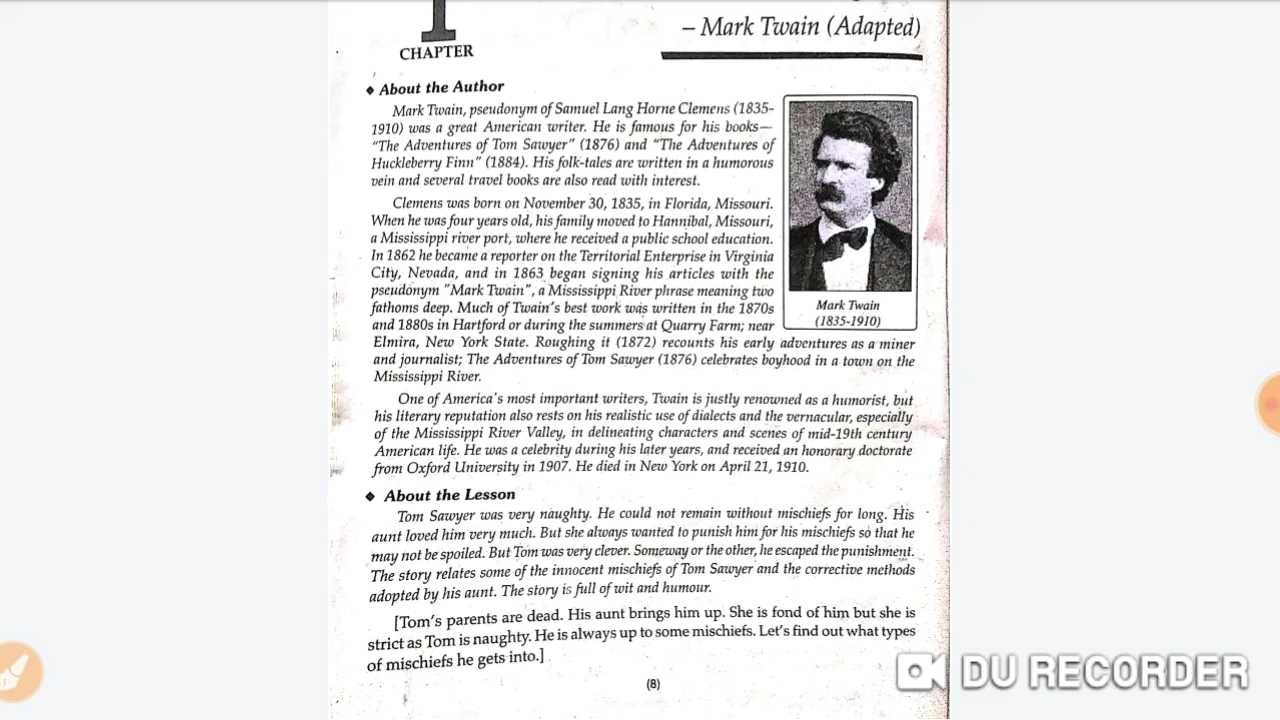 1
– Mark Twain (Adapted)
CHAPTER
◆ About the Author
Mark Twain, pseudonym of Samuel Lang Horne Clemens (1835-
1910) was a great American writer. He is famous for his books—
“The Adventures of Tom Sawyer” (1876) and “The Adventures of
Huckleberry Finn” (1884). His folk-tales are written in a humorous
vein and several travel books are also read with interest.
Clemens was born on November 30, 1835, in Florida, Missouri.
When he was four years old, his family moved to Hannibal, Missouri,
a Mississippi river port, where he received a public school education.
In 1862 he became a reporter on the Territorial Enterprise in Virginia
City, Nevada, and in 1863 began signing his articles with the
pseudonym "Mark Twain", a Mississippi River phrase meaning two
fathoms deep. Much of Twain's best work was written in the 1870s
and 1880s in Hartford or during the summers at Quarry Farm; near
Elmira, New York State. Roughing it (1872) recounts his early adventures as a miner
and journalist; The Adventures of Tom Sawyer (1876) celebrates boyhood in a town on the
Mississippi River.
Mark Twain
(1835-1910)
One of America's most important writers, Twain is justly renowned as a humorist, but
his literary reputation also rests on his realistic use of dialects and the vernacular, especially
of the Mississippi River Valley, in delineating characters and scenes of mid-19th century
American life. He was a celebrity during his later years, and received an honorary doctorate
from Oxford University in 1907. He died in New York on April 21, 1910.
◆ About the Lesson
Tom Sawyer was very naughty. He could not remain without mischiefs for long. His
aunt loved him very much. But she always wanted to punish him for his mischiefs so that he
may not be spoiled. But Tom was very clever. Someway or the other, he escaped the punishment.
The story relates some of the innocent mischiefs of Tom Sawyer and the corrective methods
adopted by his aunt. The story is full of wit and humour.
[Tom's parents are dead. His aunt brings him up. She is fond of him but she is
strict as Tom is naughty. He is always up to some mischiefs. Let's find out what types
of mischiefs he gets into.]
(8)
DU RECORDER